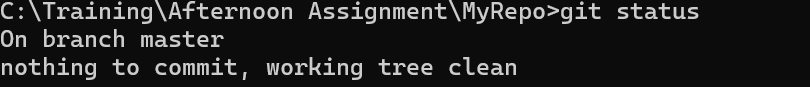 C:\Training\Afternoon Assignment\MyRepo>git status
On branch master
nothing to commit, working tree clean